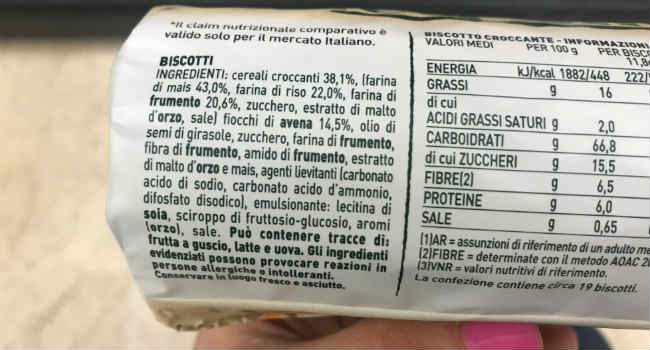 *Il claim nutrizionale comparativo è
valido solo per il mercato Italiano.
BISCOTTI
INGREDIENTI: cereali croccanti 38,1%, (farina
di mais 43,0%, farina di riso 22,0%, farina di
frumento 20,6%, zucchero, estratto di malto
d'orzo, sale) fiocchi di avena 14,5%, olio di
semi di girasole, zucchero, farina di frumento,
fibra di frumento, amido di frumento, estratto
di malto d'orzo e mais, agenti lievitanti (carbonato
acido di sodio, carbonato acido d'ammonio,
difosfato disodico), emulsionante: lecitina di
soia, sciroppo di fruttosio-glucosio, aromi
(orzo), sale. Può contenere tracce di:
frutta a guscio, latte e uova. Gli ingredienti
evidenziati possono provocare reazioni in
persone allergiche o intolleranti.
Conservare in luogo fresco e asciutto.
BISCOTTO CROCCANTE - INFORMAZIONI
VALORI MEDI PER 100 g PER BISCO
11,8
ENERGIA kJ/kcal 1882/448 222/
GRASSI g 16
di cui
ACIDI GRASSI SATURI g 2,0
CARBOIDRATI g 66,8
di cui ZUCCHERI g 15,5
FIBRE(2) g 6,5
PROTEINE g 6,0
SALE g 0,65
(1)AR = assunzioni di riferimento di un adulto me
(2)FIBRE = determinate con il metodo AOAC 2
(3)VNR = valori nutritivi di riferimento.
La confezione contiene circa 19 biscotti.